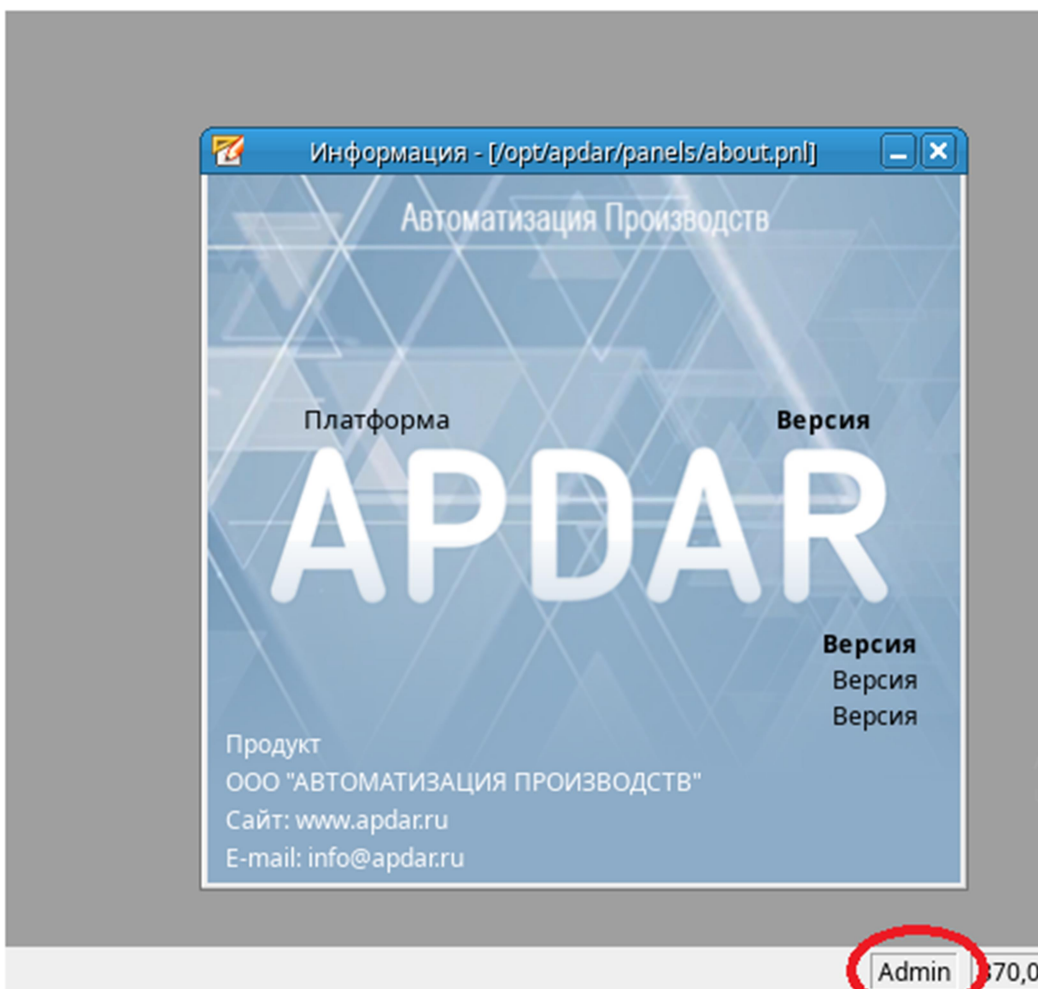 Информация - [/opt/apdar/panels/about.pnl]
Автоматизация Производств
Платформа Версия
APDAR
Версия
Версия
Версия
Продукт
ООО "АВТОМАТИЗАЦИЯ ПРОИЗВОДСТВ"
Сайт: www.apdar.ru
E-mail: info@apdar.ru
Admin